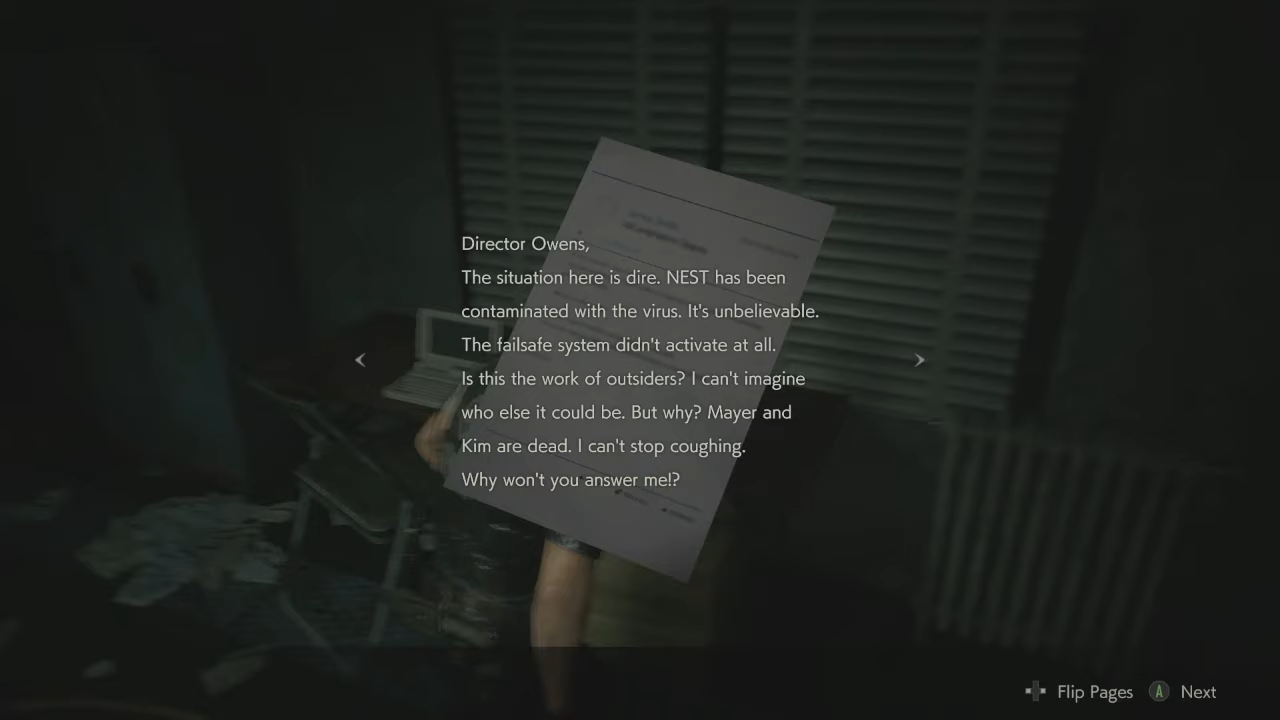 Director Owens,
The situation here is dire. NEST has been
contaminated with the virus. It's unbelievable.
The failsafe system didn't activate at all.
Is this the work of outsiders? I can't imagine
who else it could be. But why? Mayer and
Kim are dead. I can't stop coughing.
Why won't you answer me!?
Flip Pages A Next